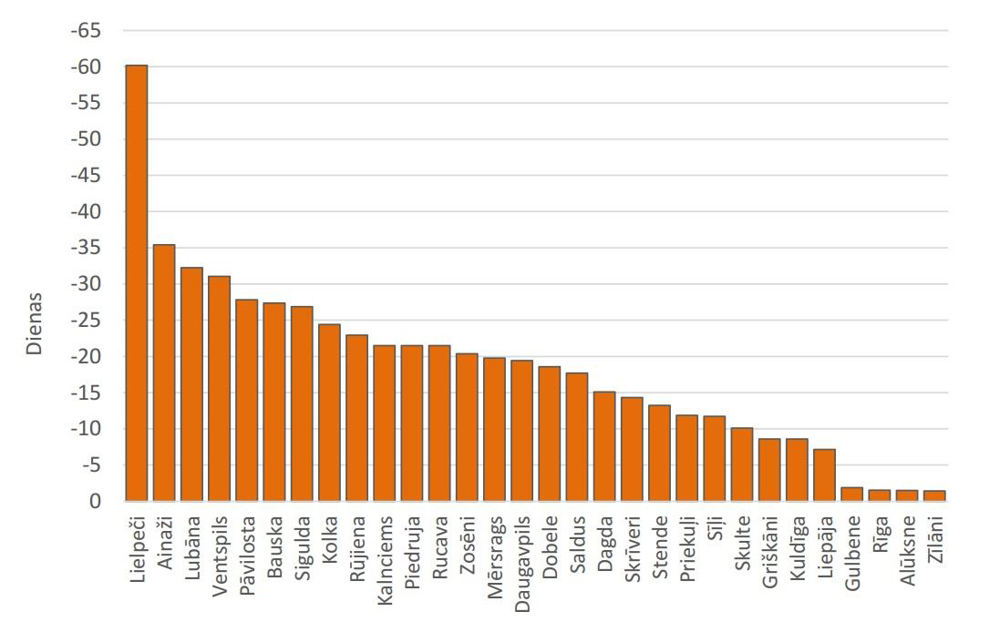 -65
-60
-55
-50
-45
-40
-35
-30
-25
-20
-15
-10
-5
0
Dienas
Lielpeči
Ainaži
Lubāna
Ventspils
Pāvilosta
Bauska
Sigulda
Kolka
Rūjiena
Kalnciems
Piedruja
Rucava
Zosēni
Mērsrags
Daugavpils
Dobele
Saldus
Dagda
Skrīveri
Stende
Priekuļi
Sīļi
Skulte
Griškāni
Kuldīga
Liepāja
Gulbene
Rīga
Alūksne
Zīlāni